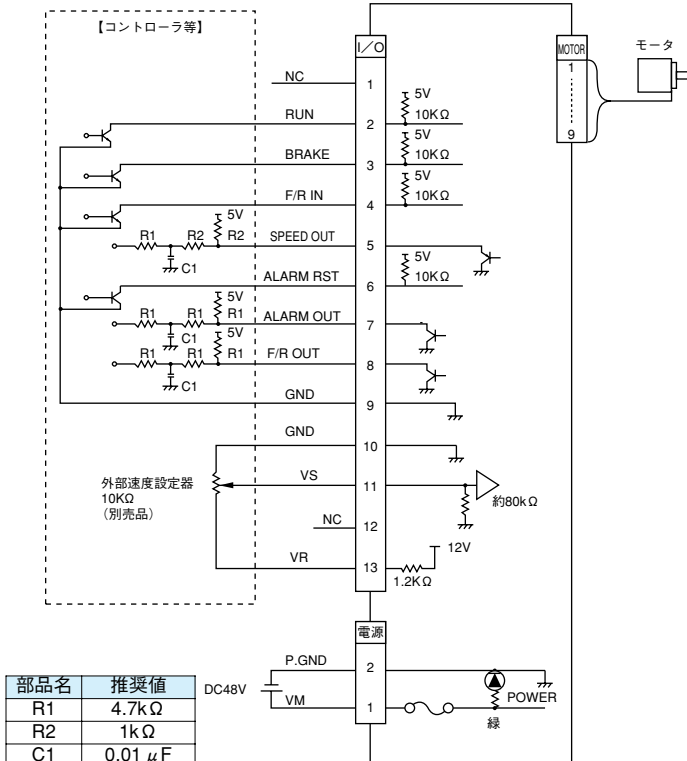 【コントローラ等】
I／O
MOTOR
モータ
1
9
NC
1
5V
10KΩ
RUN
2
5V
10KΩ
BRAKE
3
5V
10KΩ
F/R IN
4
5V
R1
R2
R2
SPEED OUT
5
C1
5V
10KΩ
ALARM RST
6
5V
R1
R1
R1
ALARM OUT
7
C1
5V
R1
R1
R1
F/R OUT
8
C1
GND
9
GND
10
外部速度設定器
10KΩ
（別売品）
VS
11
約80kΩ
NC
12
12V
VR
13
1.2KΩ
電源
P.GND
2
DC48V
VM
1
POWER
緑
部品名 推奨値
R1 4.7kΩ
R2 1kΩ
C1 0.01 μF